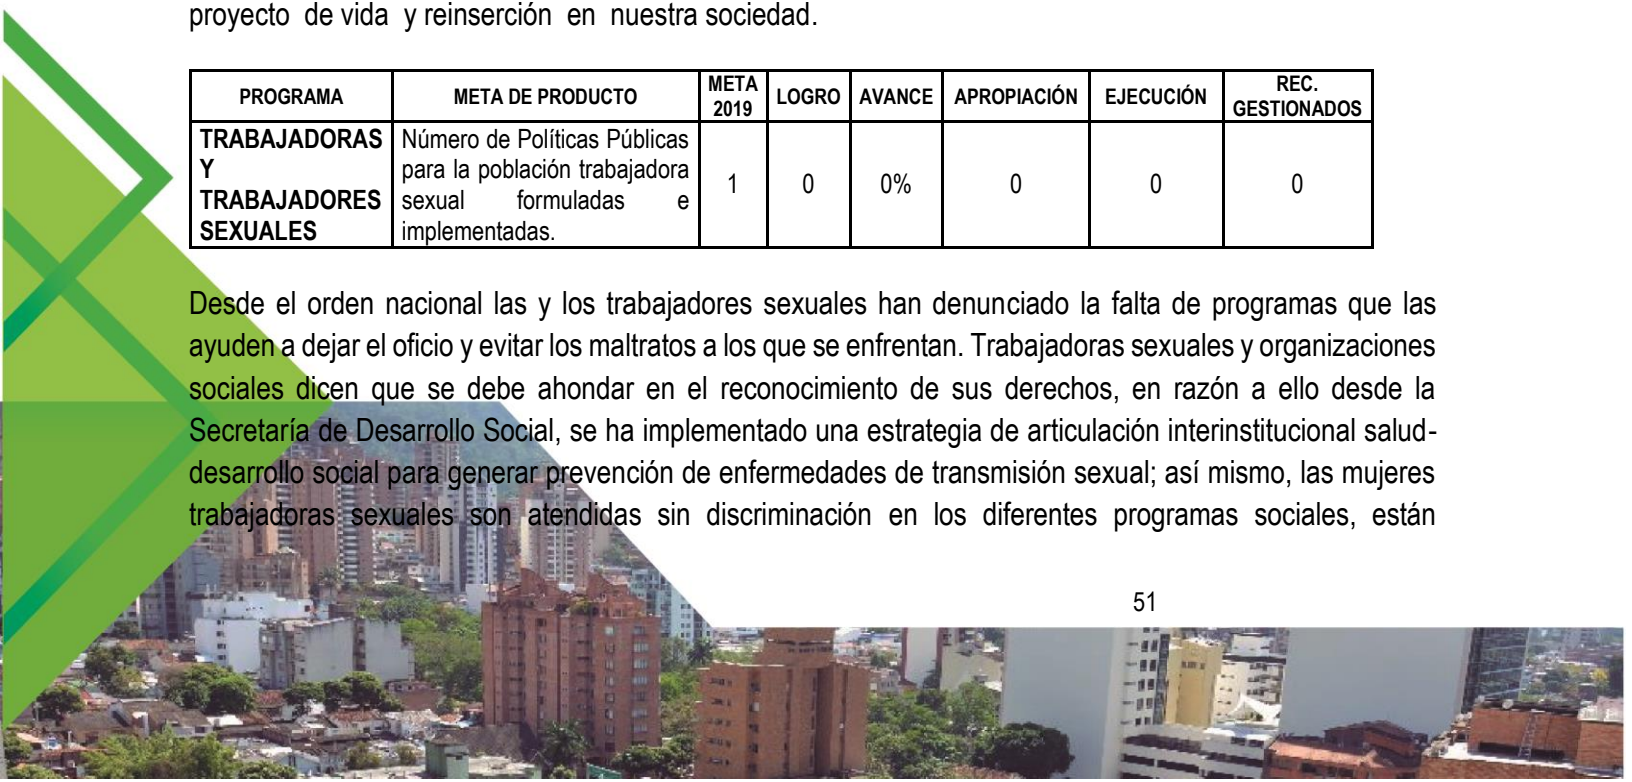 proyecto de vida y reinserción en nuestra sociedad.
PROGRAMA META DE PRODUCTO META 2019 LOGRO AVANCE APROPIACIÓN EJECUCIÓN REC. GESTIONADOS
TRABAJADORAS Y TRABAJADORES SEXUALES Número de Políticas Públicas para la población trabajadora sexual formuladas e implementadas. 1 0 0% 0 0 0
Desde el orden nacional las y los trabajadores sexuales han denunciado la falta de programas que las
ayuden a dejar el oficio y evitar los maltratos a los que se enfrentan. Trabajadoras sexuales y organizaciones
sociales dicen que se debe ahondar en el reconocimiento de sus derechos, en razón a ello desde la
Secretaría de Desarrollo Social, se ha implementado una estrategia de articulación interinstitucional salud-
desarrollo social para generar prevención de enfermedades de transmisión sexual; así mismo, las mujeres
trabajadoras sexuales son atendidas sin discriminación en los diferentes programas sociales, están
51